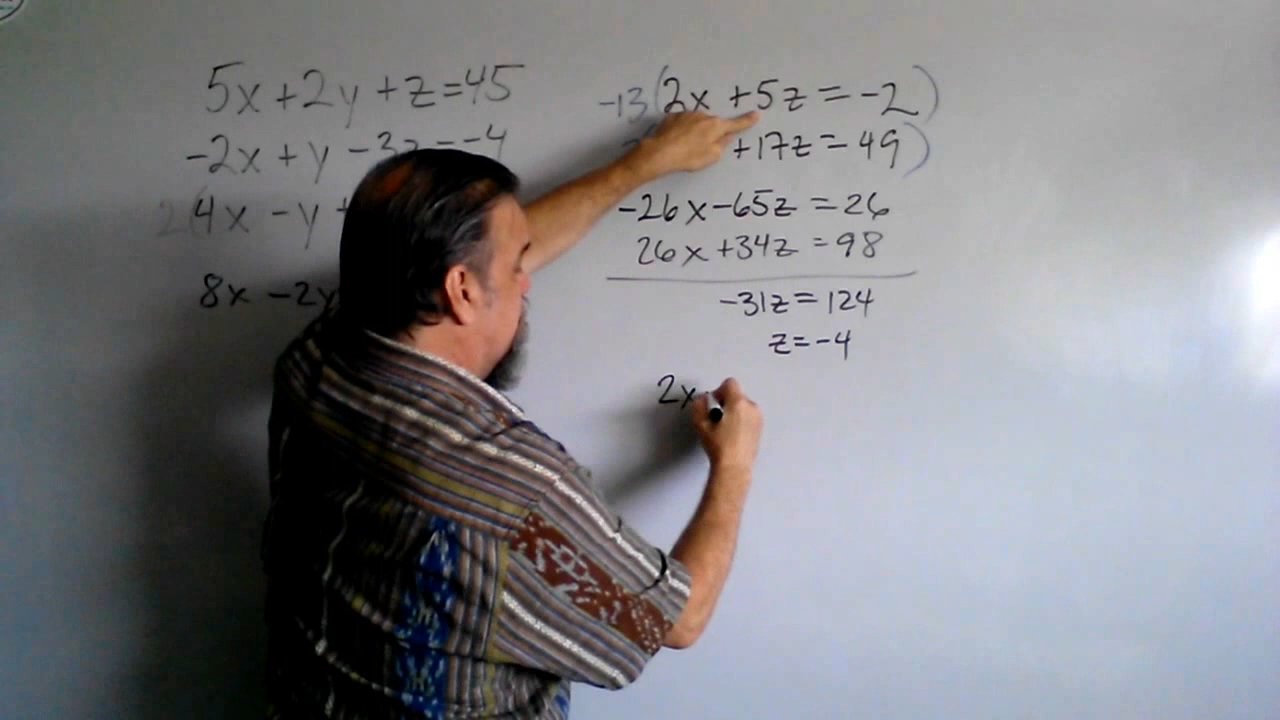 5x+2y+z=45
-2x+y-3z=-4
2(4x-y+
8x-2y
-13(2x+5z=-2)
+17z=49)
-26x-65z=26
26x+34z=98
-31z=124
z=-4
2x